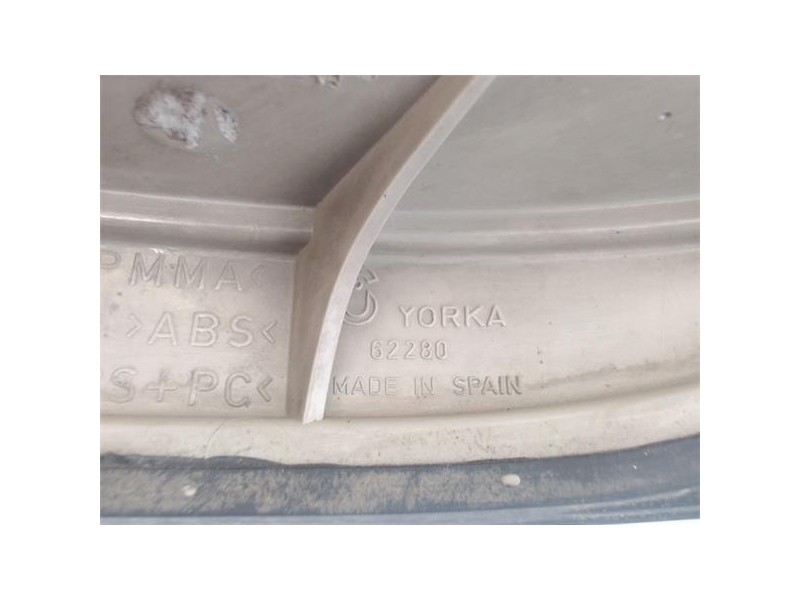 PMMA<
>ABS<
S+PC<
YORKA
62280
MADE IN SPAIN